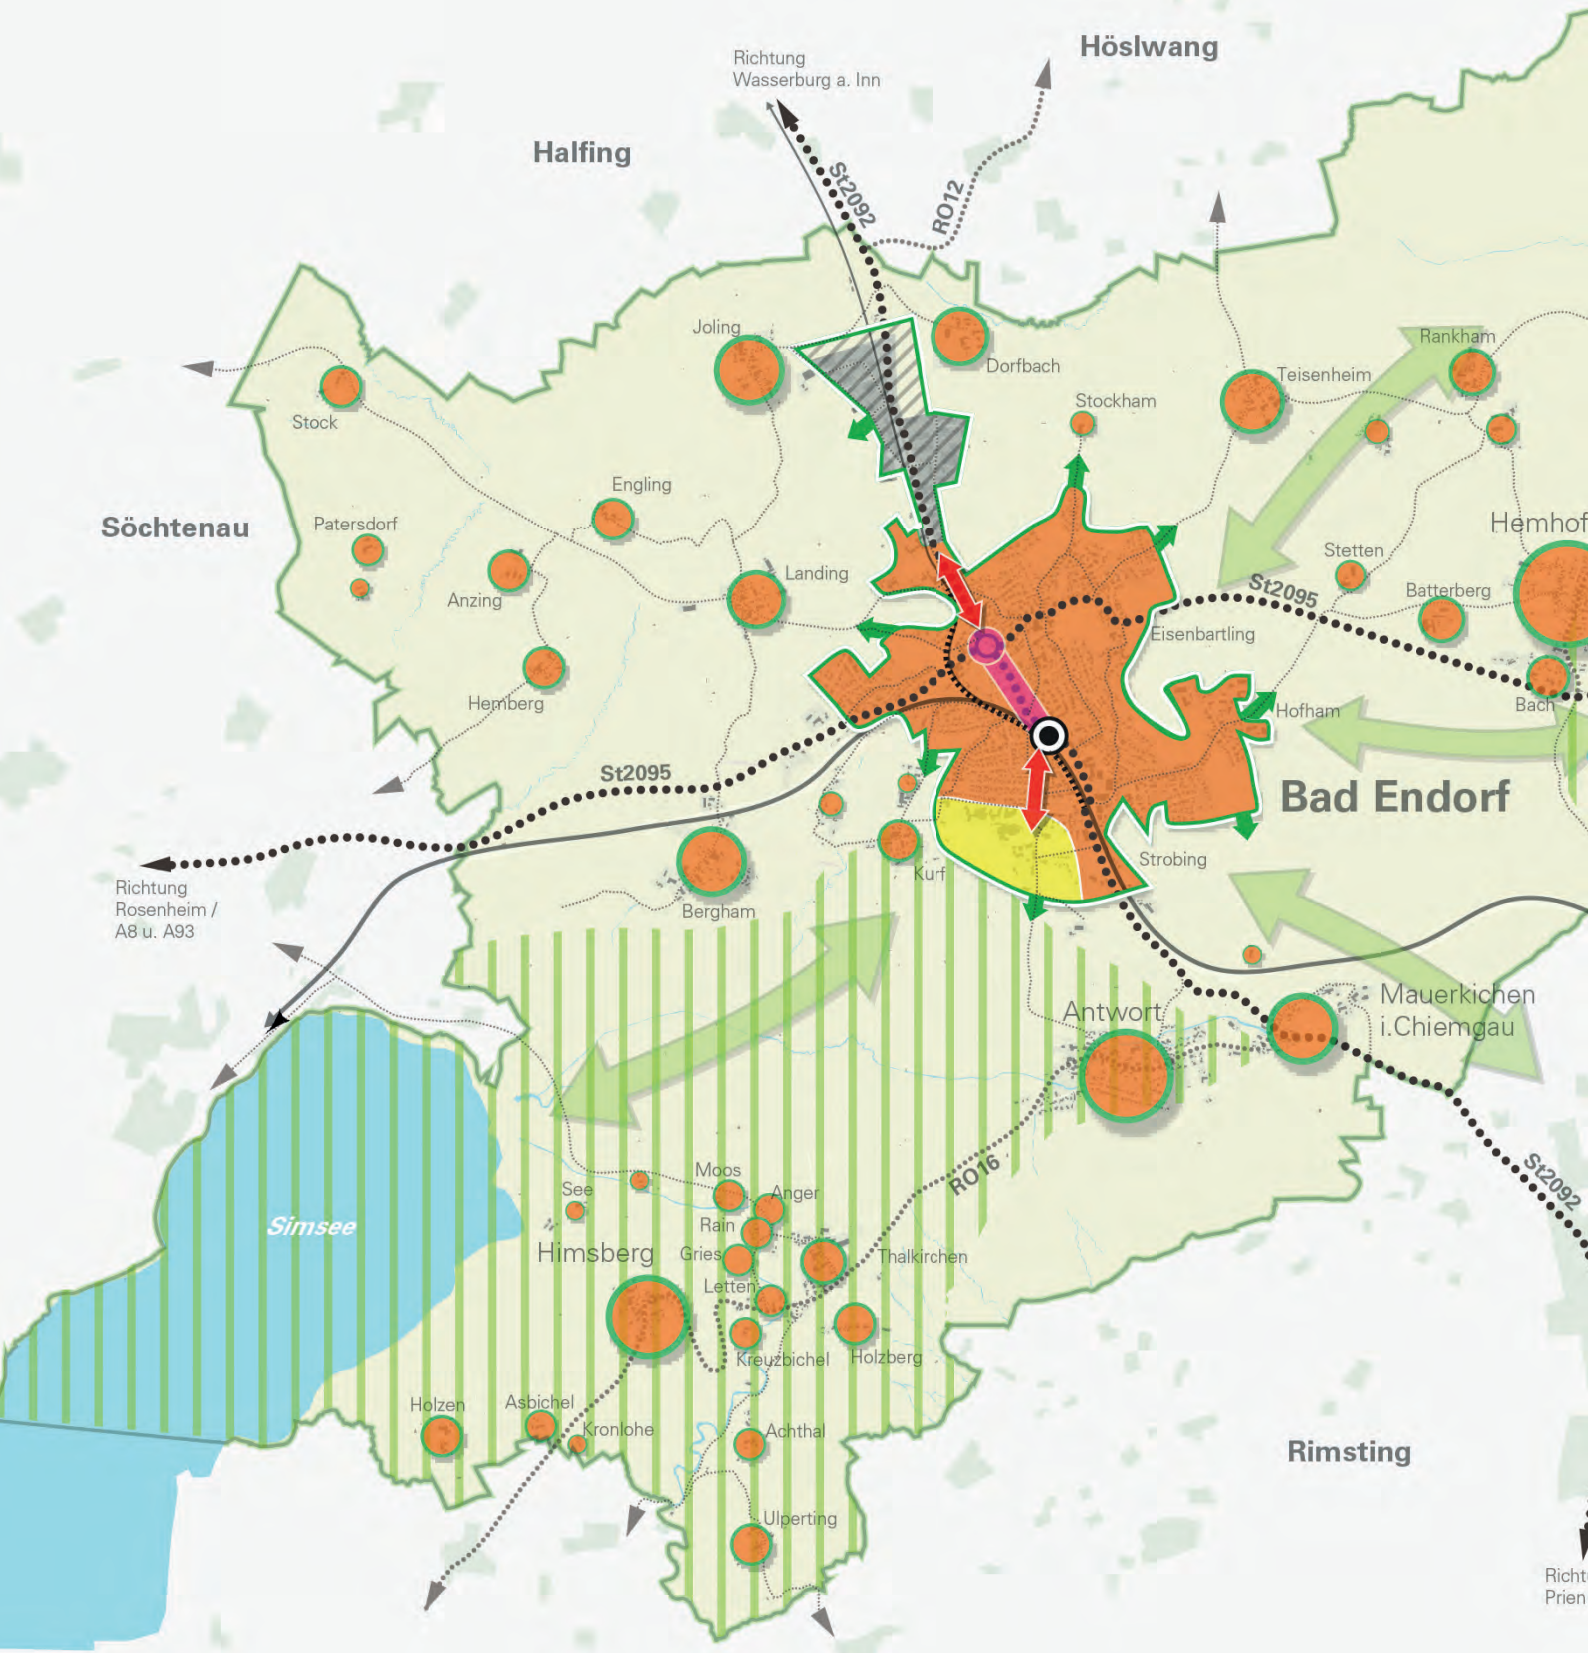 Höslwang
Richtung
Wasserburg a. Inn
Halfing
St2092
RO12
Joling
Rankham
Dorfbach
Teisenheim
Stockham
Stock
Engling
Söchtenau
Patersdorf
Hemhof
Stetten
Landing
Batterberg
Anzing
St2095
Eisenbartling
Hemberg
Bach
Hofham
St2095
Bad Endorf
Strobing
Kurf
Richtung
Rosenheim /
A8 u. A93
Bergham
Mauerkichen
i.Chiemgau
Antwort
St2092
RO16
Moos
See
Anger
Simsee
Rain
Himsberg
Gries
Thalkirchen
Letten
Kreuzbichel
Holzberg
Holzen
Asbichel
Kronlohe
Achthal
Rimsting
Ulperting
Prien